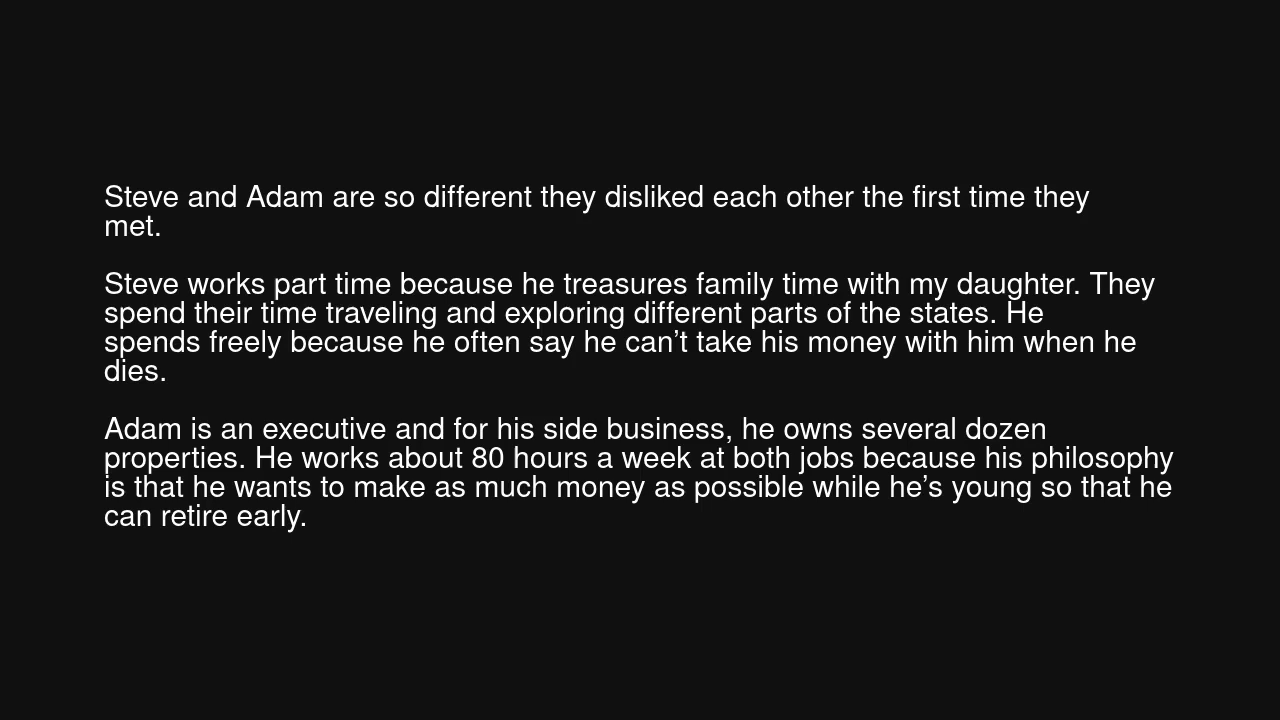 Steve and Adam are so different they disliked each other the first time they
met.
Steve works part time because he treasures family time with my daughter. They
spend their time traveling and exploring different parts of the states. He
spends freely because he often say he can’t take his money with him when he
dies.
Adam is an executive and for his side business, he owns several dozen
properties. He works about 80 hours a week at both jobs because his philosophy
is that he wants to make as much money as possible while he’s young so that he
can retire early.